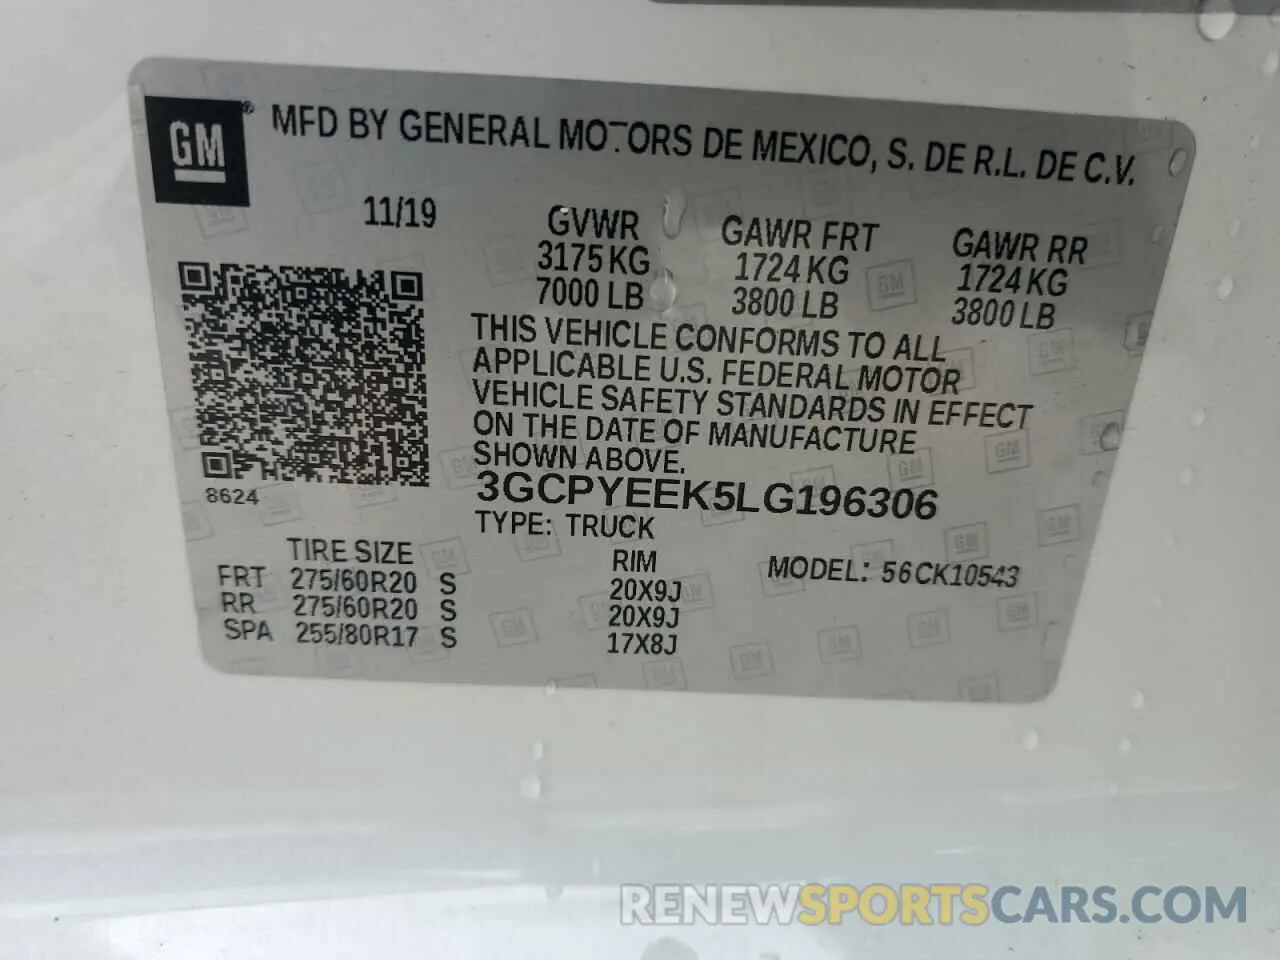 GM® MFD BY GENERAL MOTORS DE MEXICO, S. DE R.L. DE C.V.
11/19
GVWR GAWR FRT GAWR RR
3175 KG 1724 KG 1724 KG
7000 LB 3800 LB 3800 LB
THIS VEHICLE CONFORMS TO ALL
APPLICABLE U.S. FEDERAL MOTOR
VEHICLE SAFETY STANDARDS IN EFFECT
ON THE DATE OF MANUFACTURE
SHOWN ABOVE.
8624
3GCPYEEK5LG196306
TYPE: TRUCK
TIRE SIZE RIM MODEL: 56CK10543
FRT 275/60R20 S 20X9J
RR 275/60R20 S 20X9J
SPA 255/80R17 S 17X8J
RENEWSPORTSCARS.COM